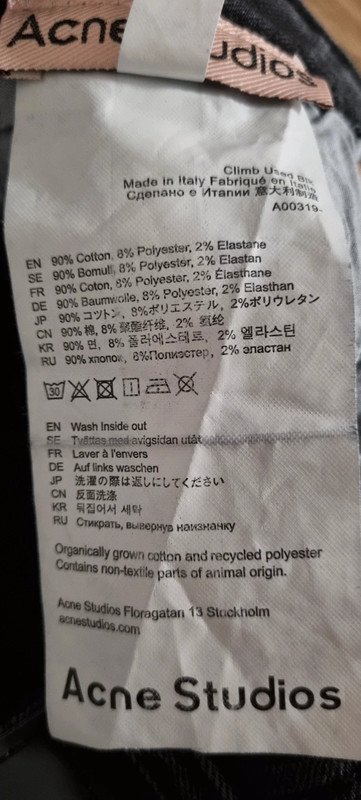 Acne Studios
Climb Used
Made in Italy Fabriqué en Italie
Сделано в Италии 意大利制造
A00319-
EN 90% Cotton, 8% Polyester, 2% Elastane
SE 90% Bomull, 8% Polyester, 2% Elastan
FR 90% Coton, 8% Polyester, 2% Élasthane
DE 90% Baumwolle, 8% Polyester, 2% Elasthan
JP 90% コットン, 8% ポリエステル, 2%ポリウレタン
CN 90% 棉, 8% 聚酯纤维, 2% 氨纶
KR 90% 면, 8% 폴리에스테르, 2% 엘라스틴
RU 90% хлопок, 8%Полиэстер, 2% эластан
30
EN Wash Inside out
SE Tvättas med avigsidan utåt
FR Laver à l'envers
DE Auf links waschen
JP 洗濯の際は返しにしてください
CN 反面洗涤
KR 뒤집어서 세탁
RU Стирать, вывернув наизнанку
Organically grown cotton and recycled polyester
Contains non-textile parts of animal origin.
Acne Studios Floragatan 13 Stockholm
acnestudios.com
Acne Studios